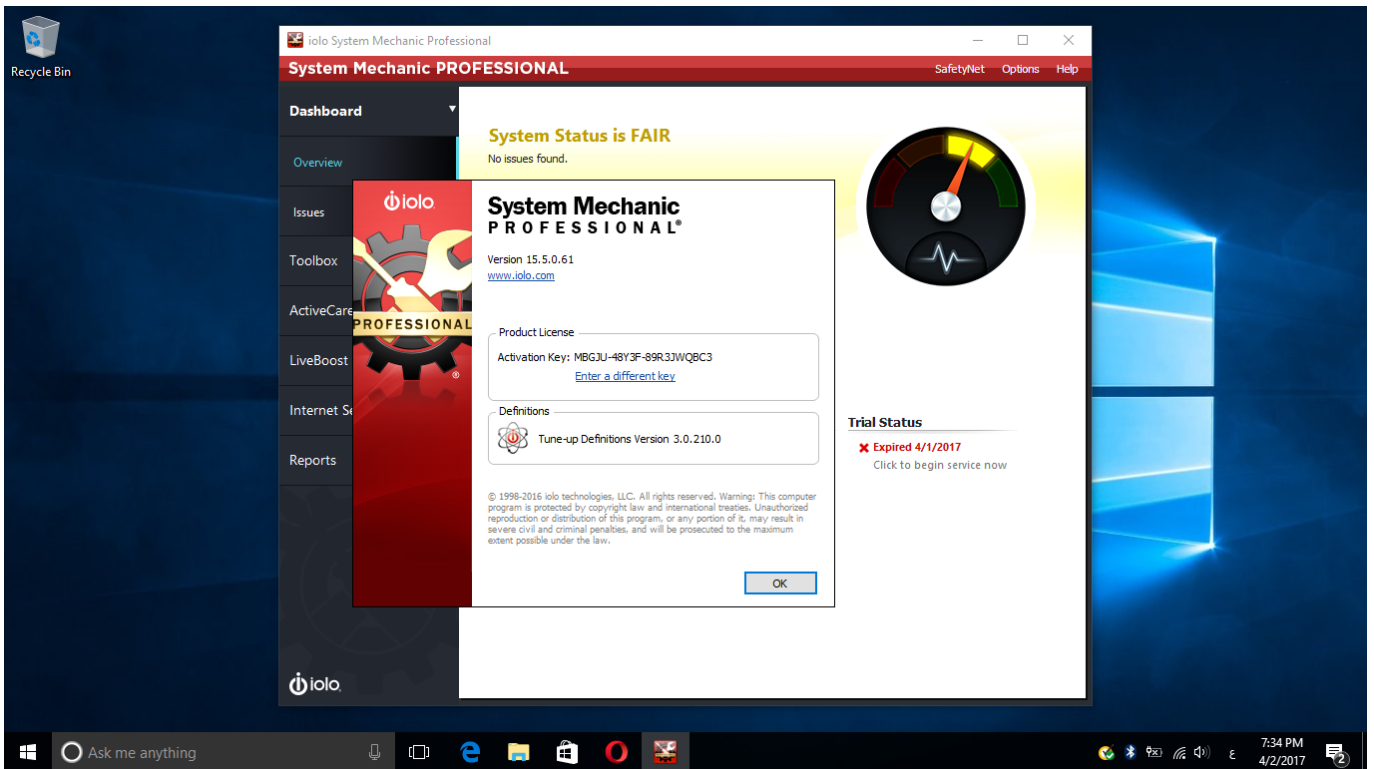 Recycle Bin
iolo System Mechanic Professional
System Mechanic PROFESSIONAL
SafetyNet Options Help
Dashboard
Overview
Issues
Toolbox
ActiveCare
LiveBoost
Internet Se
Reports
iolo
System Status is FAIR
No issues found.
iolo
PROFESSIONAL
®
System Mechanic
PROFESSIONAL®
Version 15.5.0.61
www.iolo.com
Product License
Activation Key: MBGJU-48Y3F-89R3JWQBC3
Enter a different key
Definitions
Tune-up Definitions Version 3.0.210.0
© 1998-2016 iolo technologies, LLC. All rights reserved. Warning: This computer
program is protected by copyright law and international treaties. Unauthorized
reproduction or distribution of this program, or any portion of it, may result in
severe civil and criminal penalties, and will be prosecuted to the maximum
extent possible under the law.
OK
Trial Status
Expired 4/1/2017
Click to begin service now
Ask me anything
ع
7:34 PM
4/2/2017
2